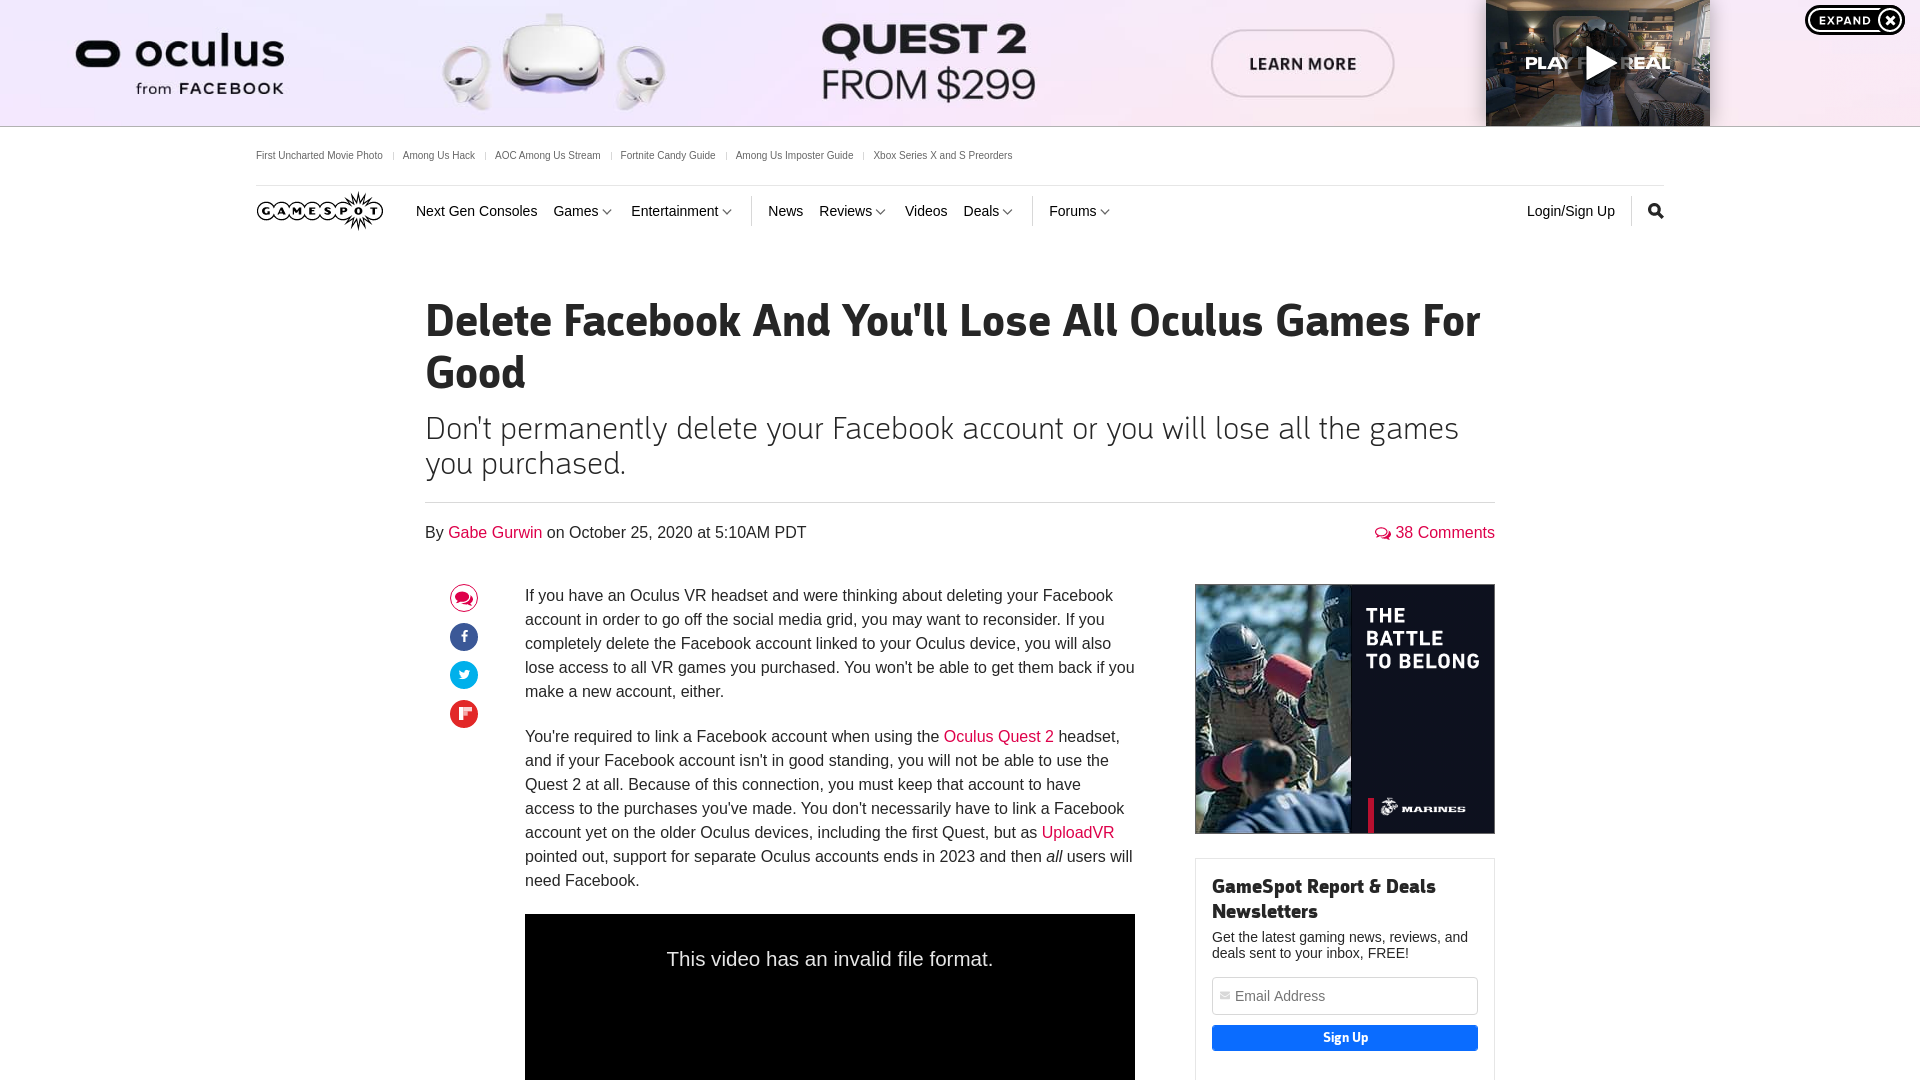 oculus
from FACEBOOK
QUEST 2
FROM $299
LEARN MORE
PLAY F R REAL
EXPAND
First Uncharted Movie Photo
Among Us Hack
AOC Among Us Stream
Fortnite Candy Guide
Among Us Imposter Guide
Xbox Series X and S Preorders
GAMESPOT
Next Gen Consoles
Games
Entertainment
News
Reviews
Videos
Deals
Forums
Login/Sign Up
Delete Facebook And You'll Lose All Oculus Games For
Good
Don't permanently delete your Facebook account or you will lose all the games
you purchased.
By Gabe Gurwin on October 25, 2020 at 5:10AM PDT
38 Comments
If you have an Oculus VR headset and were thinking about deleting your Facebook
account in order to go off the social media grid, you may want to reconsider. If you
completely delete the Facebook account linked to your Oculus device, you will also
lose access to all VR games you purchased. You won't be able to get them back if you
make a new account, either.
You're required to link a Facebook account when using the Oculus Quest 2 headset,
and if your Facebook account isn't in good standing, you will not be able to use the
Quest 2 at all. Because of this connection, you must keep that account to have
access to the purchases you've made. You don't necessarily have to link a Facebook
account yet on the older Oculus devices, including the first Quest, but as UploadVR
pointed out, support for separate Oculus accounts ends in 2023 and then all users will
need Facebook.
This video has an invalid file format.
THE
BATTLE
TO BELONG
MARINES
GameSpot Report & Deals
Newsletters
Get the latest gaming news, reviews, and
deals sent to your inbox, FREE!
Email Address
Sign Up